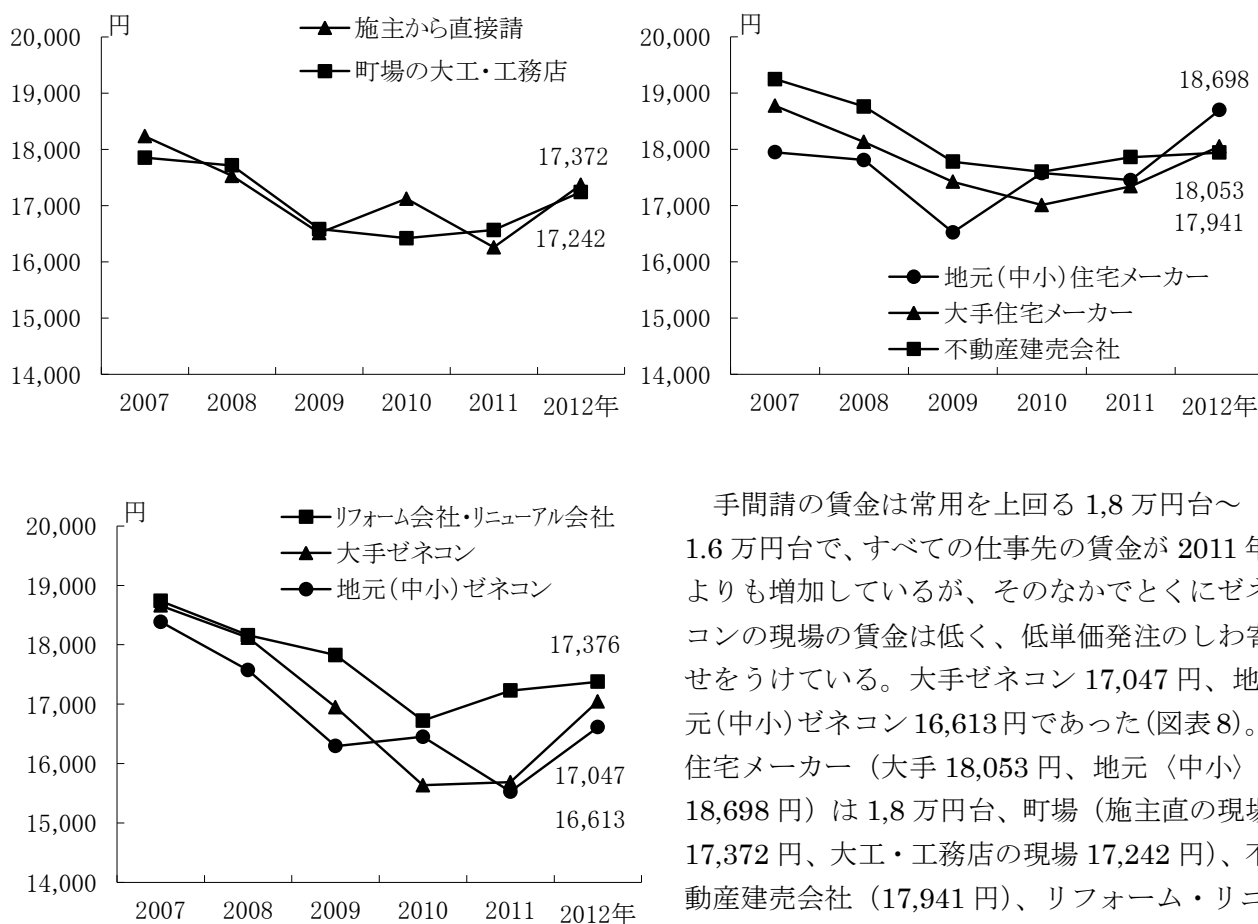 円
20,000
19,000
18,000
17,000
16,000
15,000
14,000
施主から直接請
町場の大工・工務店
17,372
17,242
2007 2008 2009 2010 2011 2012年
円
20,000
19,000
18,000
17,000
16,000
15,000
14,000
18,698
18,053
17,941
地元(中小)住宅メーカー
大手住宅メーカー
不動産建売会社
2007 2008 2009 2010 2011 2012年
円
20,000
19,000
18,000
17,000
16,000
15,000
14,000
リフォーム会社・リニューアル会社
大手ゼネコン
地元(中小)ゼネコン
17,376
17,047
16,613
2007 2008 2009 2010 2011 2012年
手間請の賃金は常用を上回る 1,8 万円台～
1.6 万円台で、すべての仕事先の賃金が 2011 年
よりも増加しているが、そのなかでとくにゼネ
コンの現場の賃金は低く、低単価発注のしわ寄
せをうけている。大手ゼネコン 17,047 円、地
元(中小)ゼネコン 16,613 円であった(図表 8)。
住宅メーカー（大手 18,053 円、地元〈中小〉
18,698 円）は 1,8 万円台、町場（施主直の現場
17,372 円、大工・工務店の現場 17,242 円）、不
動産建売会社（17,941 円）、リフォーム・リニ